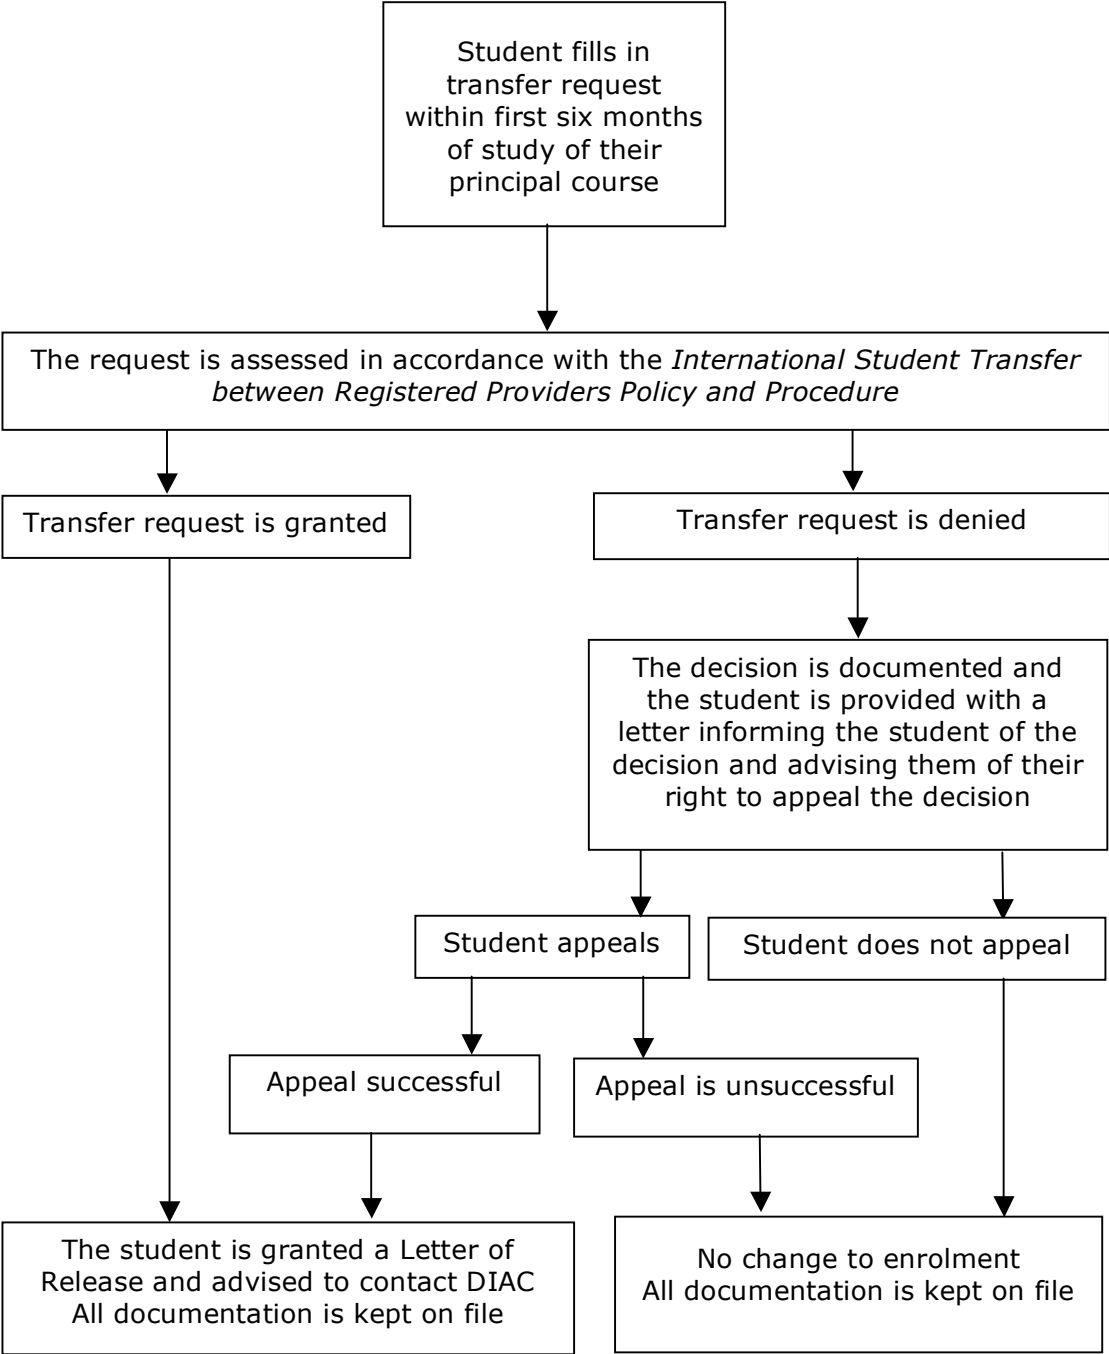 Student fills in
transfer request
within first six months
of study of their
principal course
The request is assessed in accordance with the International Student Transfer
between Registered Providers Policy and Procedure
Transfer request is granted
Transfer request is denied
The decision is documented and
the student is provided with a
letter informing the student of the
decision and advising them of their
right to appeal the decision
Student appeals
Student does not appeal
Appeal successful
Appeal is unsuccessful
The student is granted a Letter of
Release and advised to contact DIAC
All documentation is kept on file
No change to enrolment
All documentation is kept on file